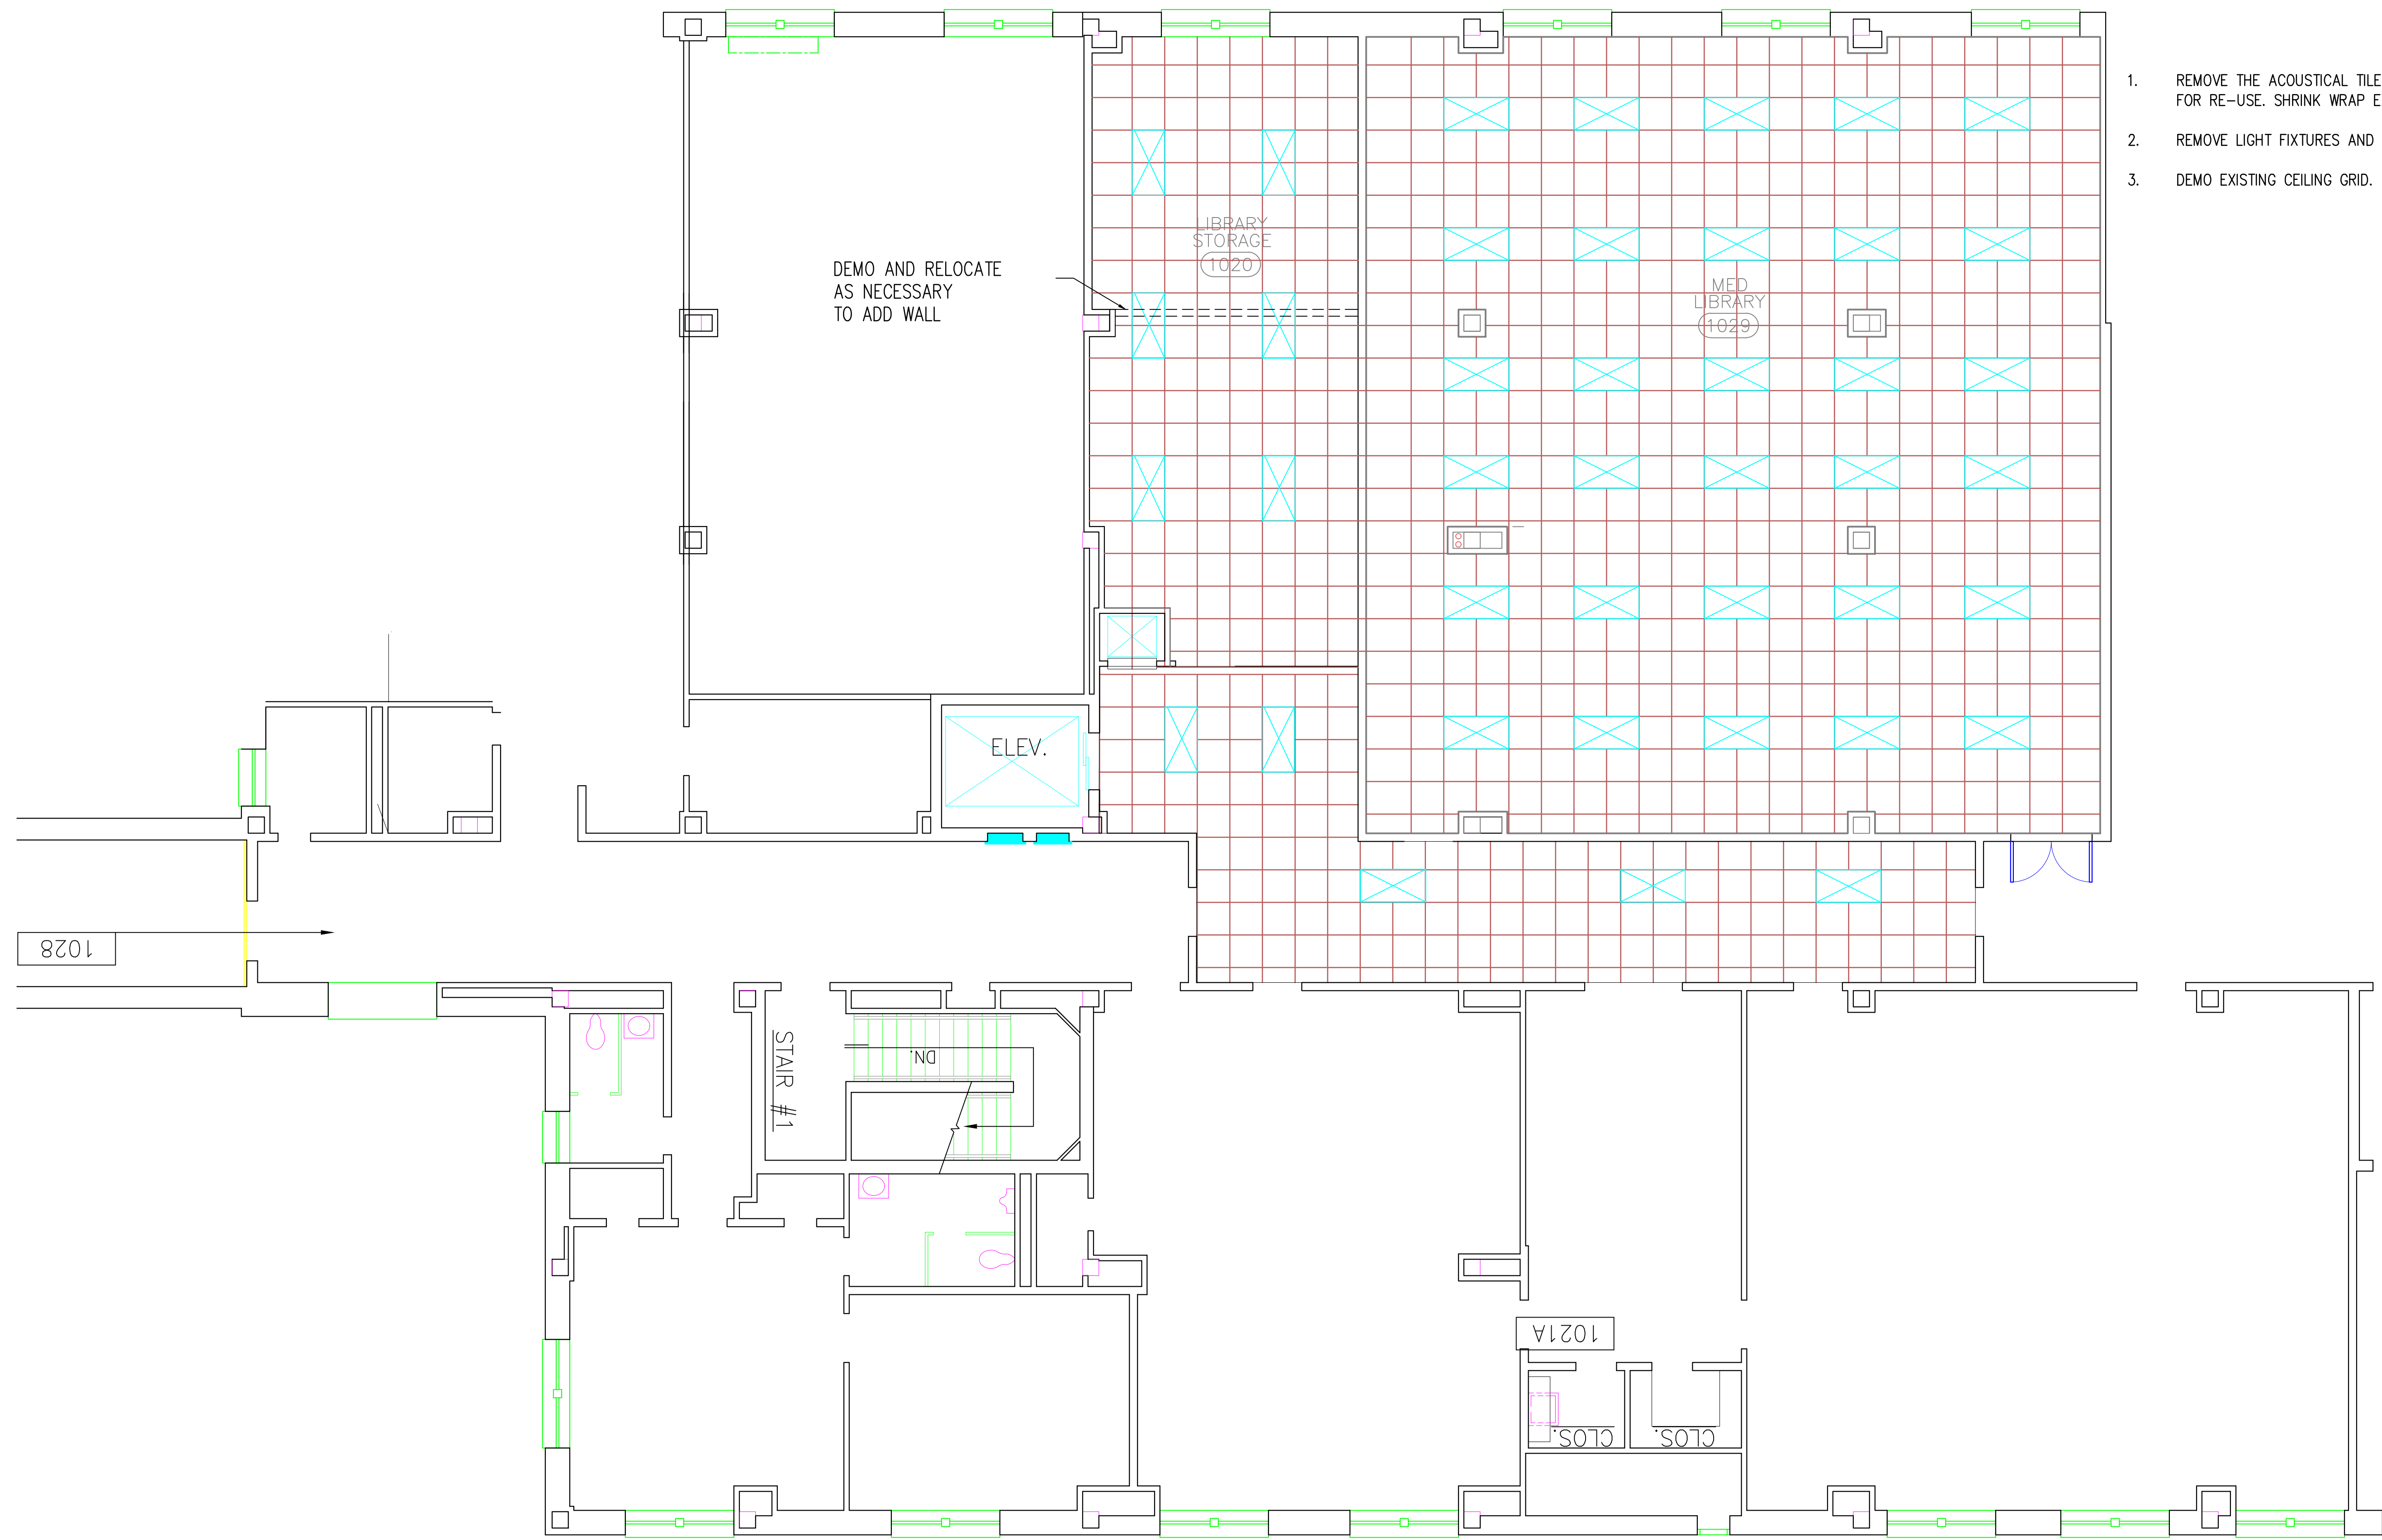 1. REMOVE THE ACOUSTICAL TILE
FOR RE-USE. SHRINK WRAP E
2. REMOVE LIGHT FIXTURES AND
3. DEMO EXISTING CEILING GRID.
LIBRARY
STORAGE
1020
DEMO AND RELOCATE
AS NECESSARY
TO ADD WALL
MED
LIBRARY
1029
ELEV.
1028
STAIR #1
DN.
1021A
CLOS.
CLOS.